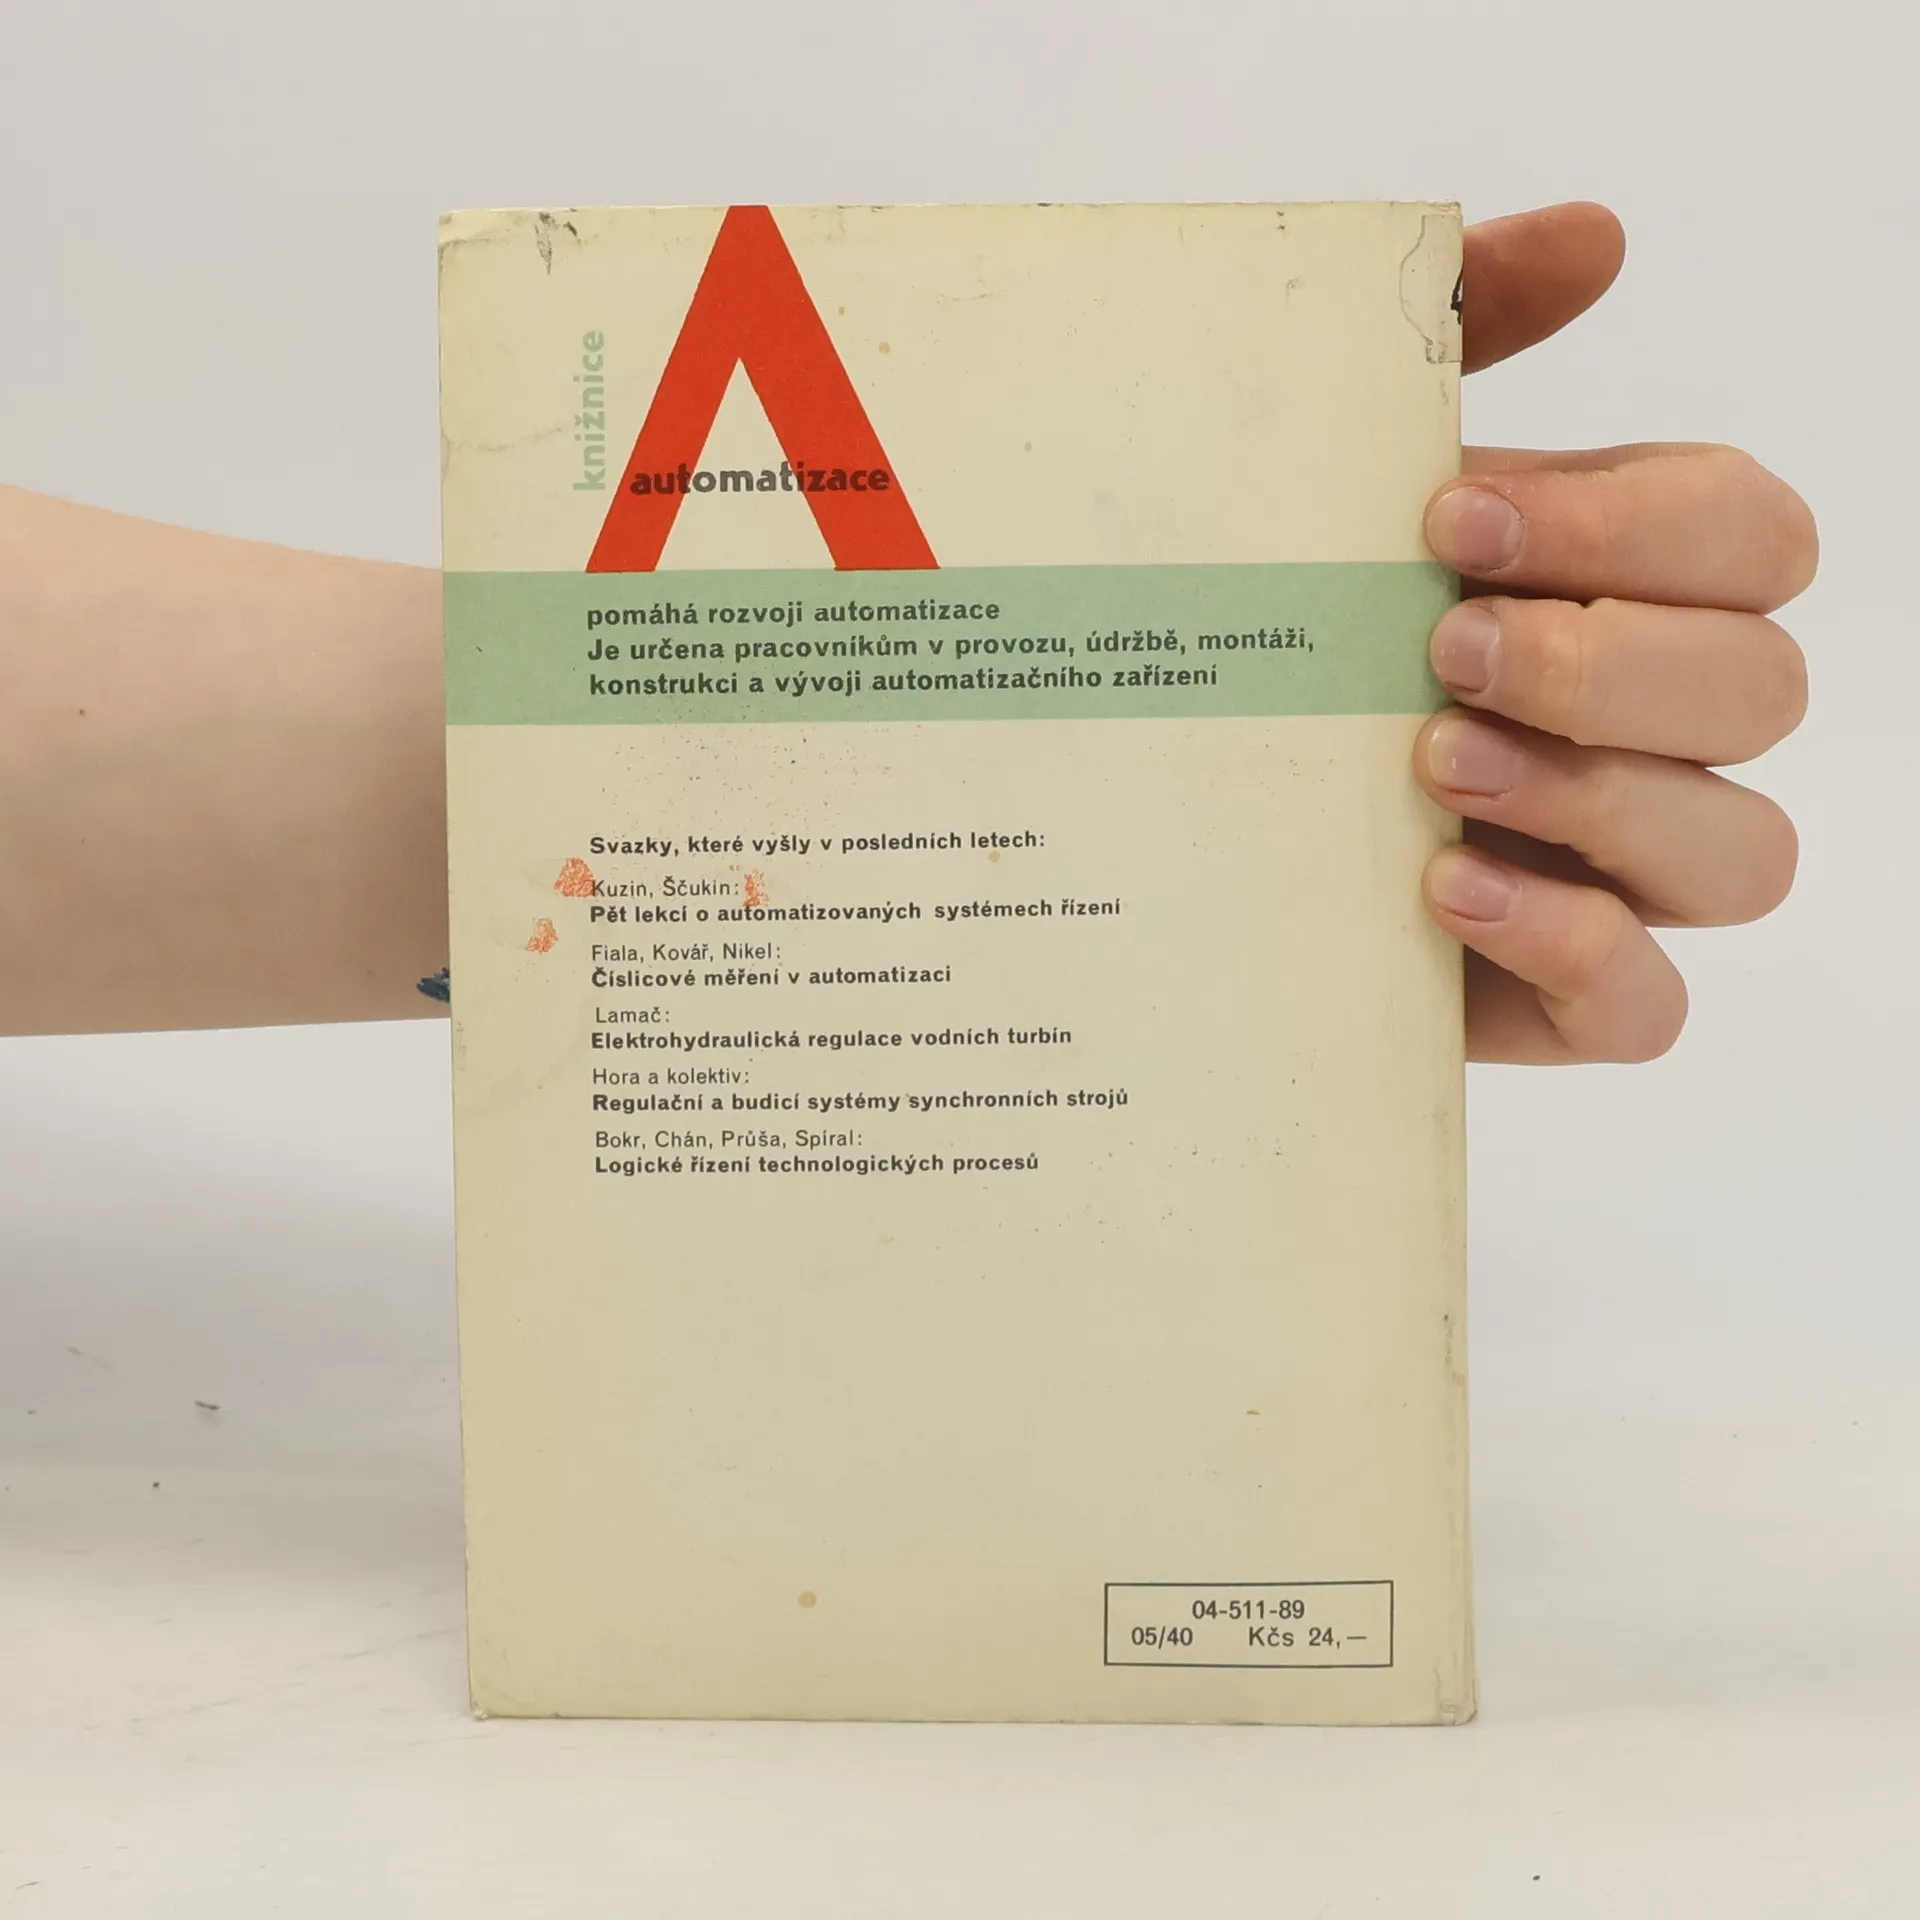 knižnice
automatizace
pomáhá rozvoji automatizace
Je určena pracovníkům v provozu, údržbě, montáži,
konstrukci a vývoji automatizačního zařízení
Svazky, které vyšly v posledních letech:
Kuzin, Ščukin:
Pět lekcí o automatizovaných systémech řízení
Fiala, Kovář, Nikel:
Číslicové měření v automatizaci
Lamač:
Elektrohydraulická regulace vodních turbín
Hora a kolektiv:
Regulační a budicí systémy synchronních strojů
Bokr, Chán, Průša, Spíral:
Logické řízení technologických procesů
04-511-89
05/40 Kčs 24,—